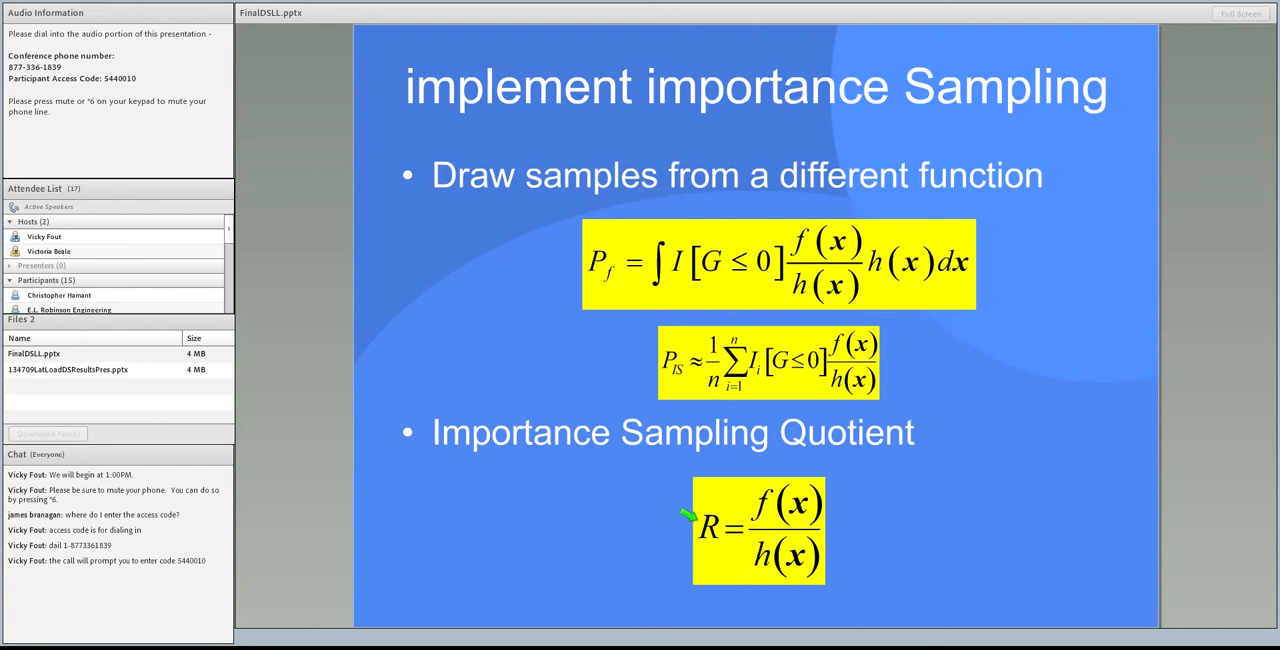 Audio Information
Please dial into the audio portion of this presentation -
Conference phone number:
877-336-1839
Participant Access Code: 5440010
Please press mute or *6 on your keypad to mute your
phone line.
Attendee List (17)
Active Speakers
Hosts (2)
Vicky Fout
Victoria Beale
Presenters (0)
Participants (15)
Christopher Hamant
E.L. Robinson Engineering
Files 2
Name Size
FinalDSLL.pptx 4 MB
134709LatLoadDSResultsPres.pptx 4 MB
Download File(s)
Chat (Everyone)
Vicky Fout: We will begin at 1:00PM.
Vicky Fout: Please be sure to mute your phone. You can do so
by pressing *6.
james branagan: where do I enter the access code?
Vicky Fout: access code is for dialing in
Vicky Fout: dail 1-8773361839
Vicky Fout: the call will prompt you to enter code 5440010
FinalDSLL.pptx
Full Screen
implement importance Sampling
• Draw samples from a different function
P_f = ∫ I [G ≤ 0] f(x)/h(x) h(x)dx
P_IS ≈ 1/n ∑_{i=1}^{n} I_i [G≤0] f(x)/h(x)
• Importance Sampling Quotient
R = f(x)/h(x)